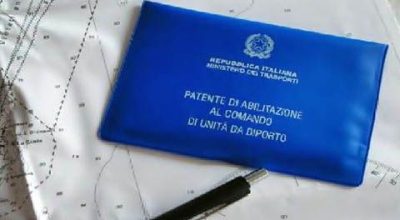 REPUBBLICA ITALIANA
MINISTERO DEI TRASPORTI
PATENTE DI ABILITAZIONE
AL COMANDO
DI UNITÀ DA DIPORTO